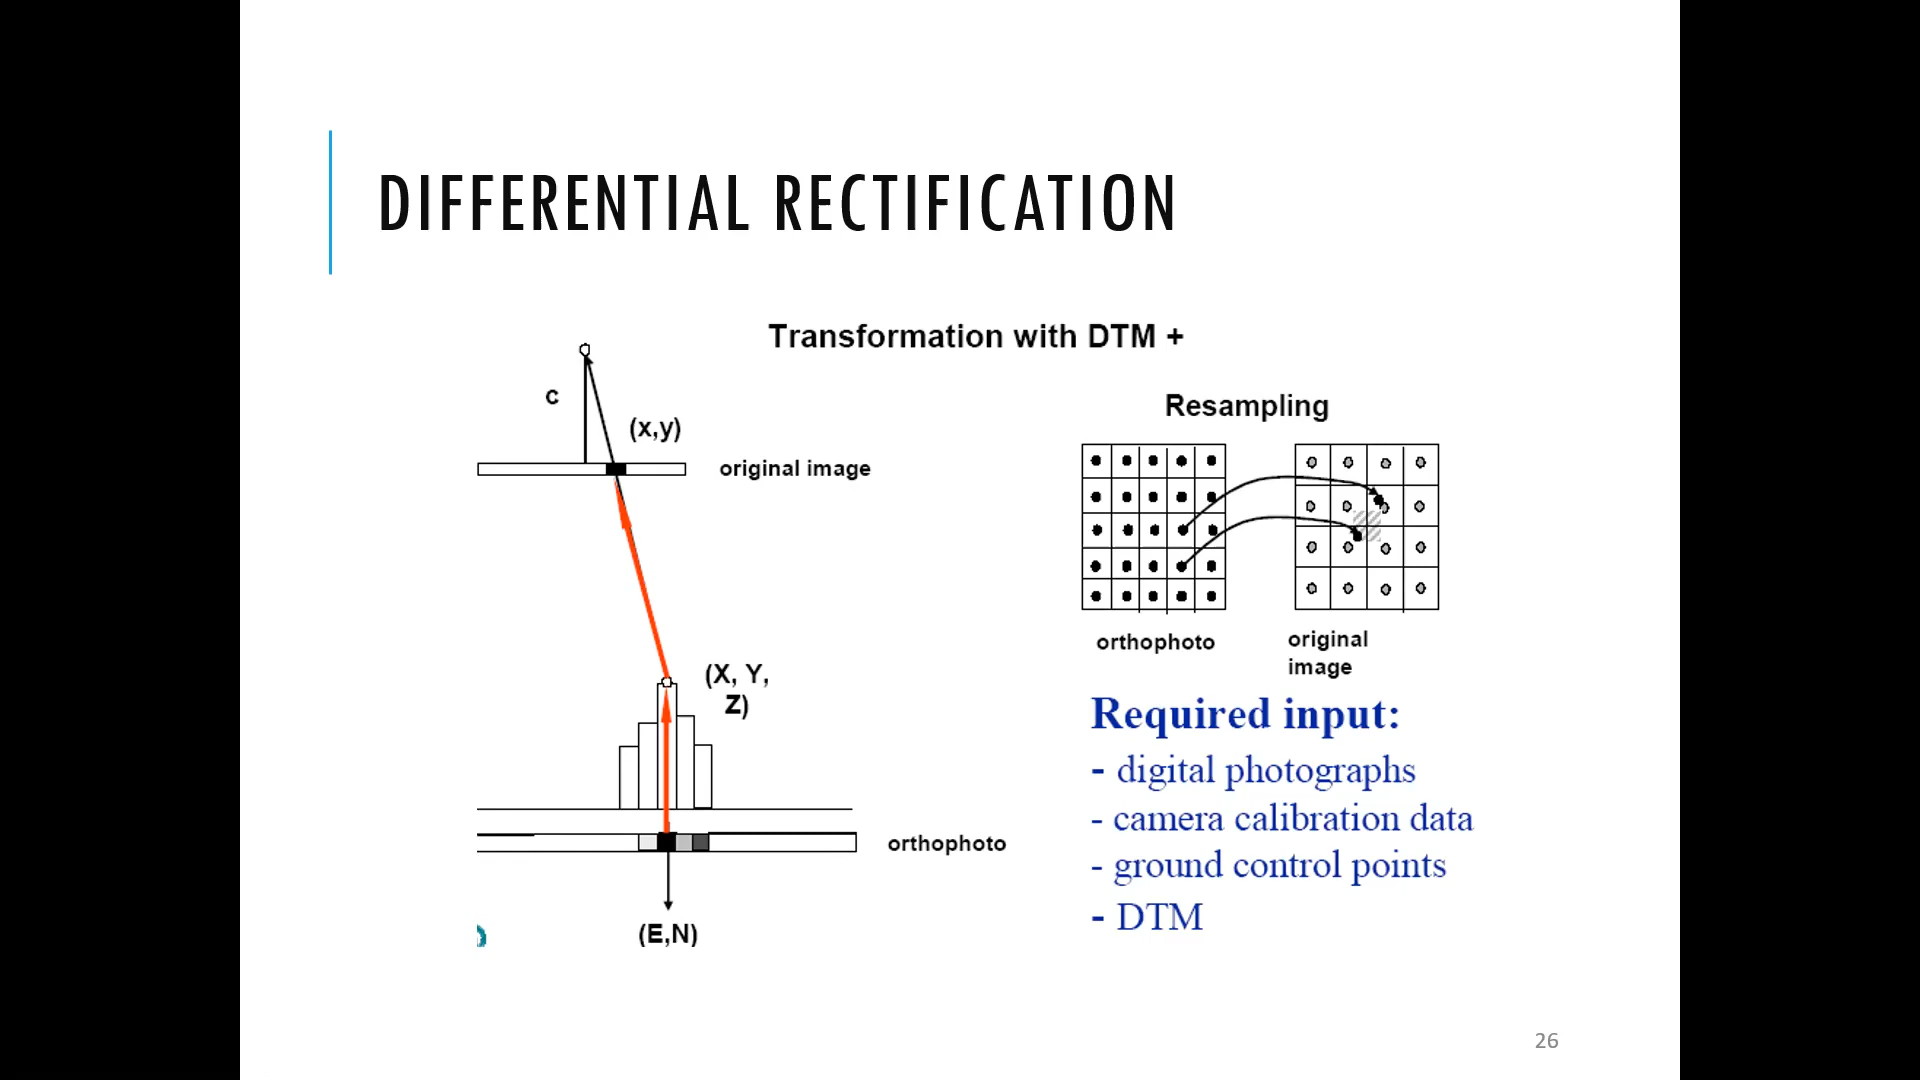 DIFFERENTIAL RECTIFICATION
Transformation with DTM +
c
(x,y)
original image
(X, Y,
Z)
orthophoto
(E,N)
Resampling
orthophoto
original
image
Required input:
- digital photographs
- camera calibration data
- ground control points
- DTM
26